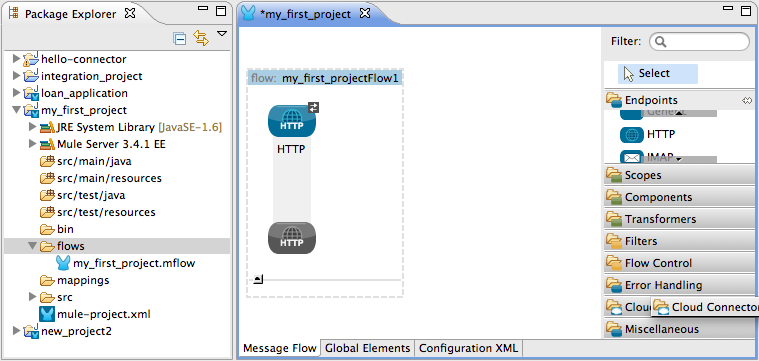 Package Explorer
hello-connector
integration_project
loan_application
my_first_project
JRE System Library [JavaSE-1.6]
Mule Server 3.4.1 EE
src/main/java
src/main/resources
src/test/java
src/test/resources
bin
flows
my_first_project.mflow
mappings
src
mule-project.xml
new_project2
*my_first_project
flow: my_first_projectFlow1
HTTP
HTTP
HTTP
Message Flow
Global Elements
Configuration XML
Filter:
Select
Endpoints
Generic
HTTP
IMAP
Scopes
Components
Transformers
Filters
Flow Control
Error Handling
Cloud Connector
Miscellaneous